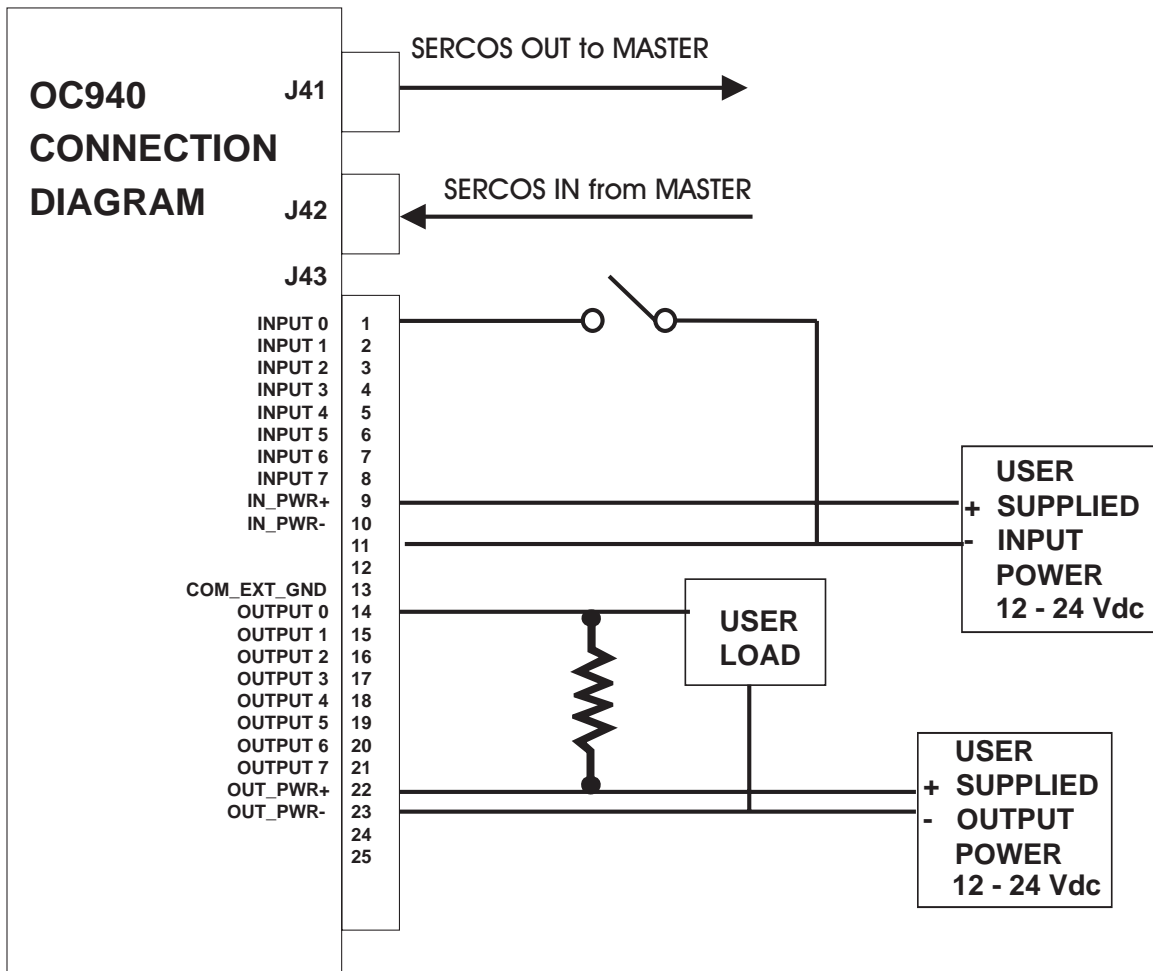 SERCOS OUT to MASTER
OC940
CONNECTION
DIAGRAM
J41
SERCOS IN from MASTER
J42
J43
INPUT 0 1
INPUT 1 2
INPUT 2 3
INPUT 3 4
INPUT 4 5
INPUT 5 6
INPUT 6 7
INPUT 7 8
IN_PWR+ 9
IN_PWR- 10
11
12
COM_EXT_GND 13
OUTPUT 0 14
OUTPUT 1 15
OUTPUT 2 16
OUTPUT 3 17
OUTPUT 4 18
OUTPUT 5 19
OUTPUT 6 20
OUTPUT 7 21
OUT_PWR+ 22
OUT_PWR- 23
24
25
USER
+ SUPPLIED
- INPUT
POWER
12 - 24 Vdc
USER
LOAD
USER
+ SUPPLIED
- OUTPUT
POWER
12 - 24 Vdc